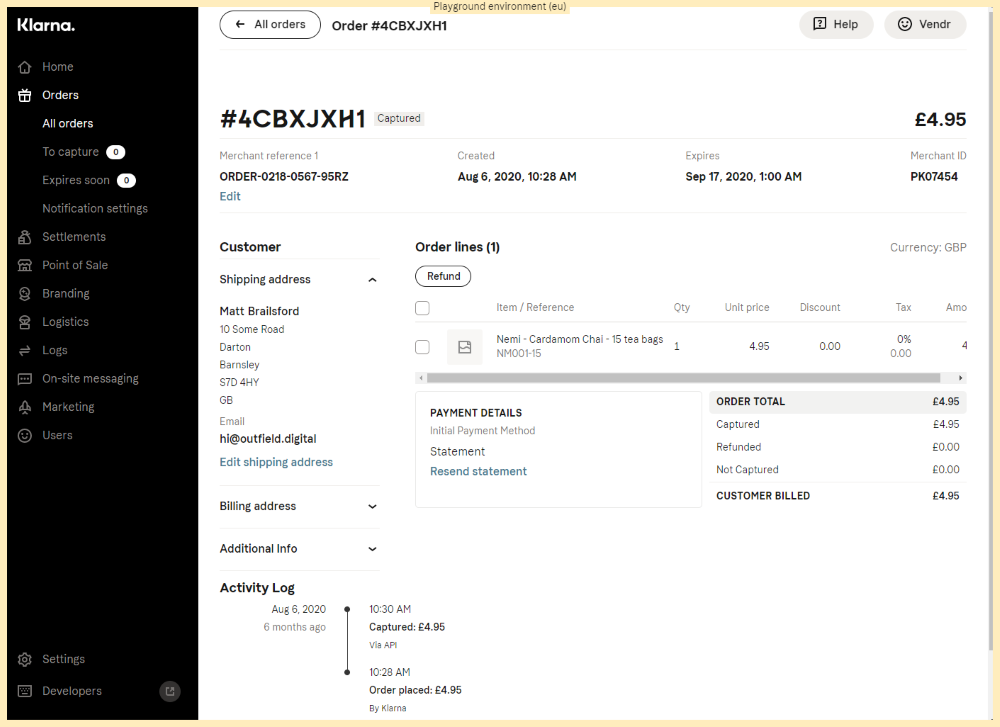 Playground environment (eu)
Klarna.
Home
Orders
All orders
To capture 0
Expires soon 0
Notification settings
Settlements
Point of Sale
Branding
Logistics
Logs
On-site messaging
Marketing
Users
Settings
Developers
← All orders
Order #4CBXJXH1
Help
Vendr
#4CBXJXH1 Captured
£4.95
Merchant reference 1
ORDER-0218-0567-95RZ
Edit
Created
Aug 6, 2020, 10:28 AM
Expires
Sep 17, 2020, 1:00 AM
Merchant ID
PK07454
Customer
Shipping address
Matt Brailsford
10 Some Road
Darton
Barnsley
S7D 4HY
GB
Email
hi@outfield.digital
Edit shipping address
Billing address
Additional Info
Order lines (1)
Currency: GBP
Refund
Item / Reference Qty Unit price Discount Tax Amo
Nemi - Cardamom Chai - 15 tea bags 1 4.95 0.00 0% 4
NM001-15 0.00
PAYMENT DETAILS
Initial Payment Method
Statement
Resend statement
ORDER TOTAL £4.95
Captured £4.95
Refunded £0.00
Not Captured £0.00
CUSTOMER BILLED £4.95
Activity Log
Aug 6, 2020
6 months ago
10:30 AM
Captured: £4.95
Via API
10:28 AM
Order placed: £4.95
By Klarna